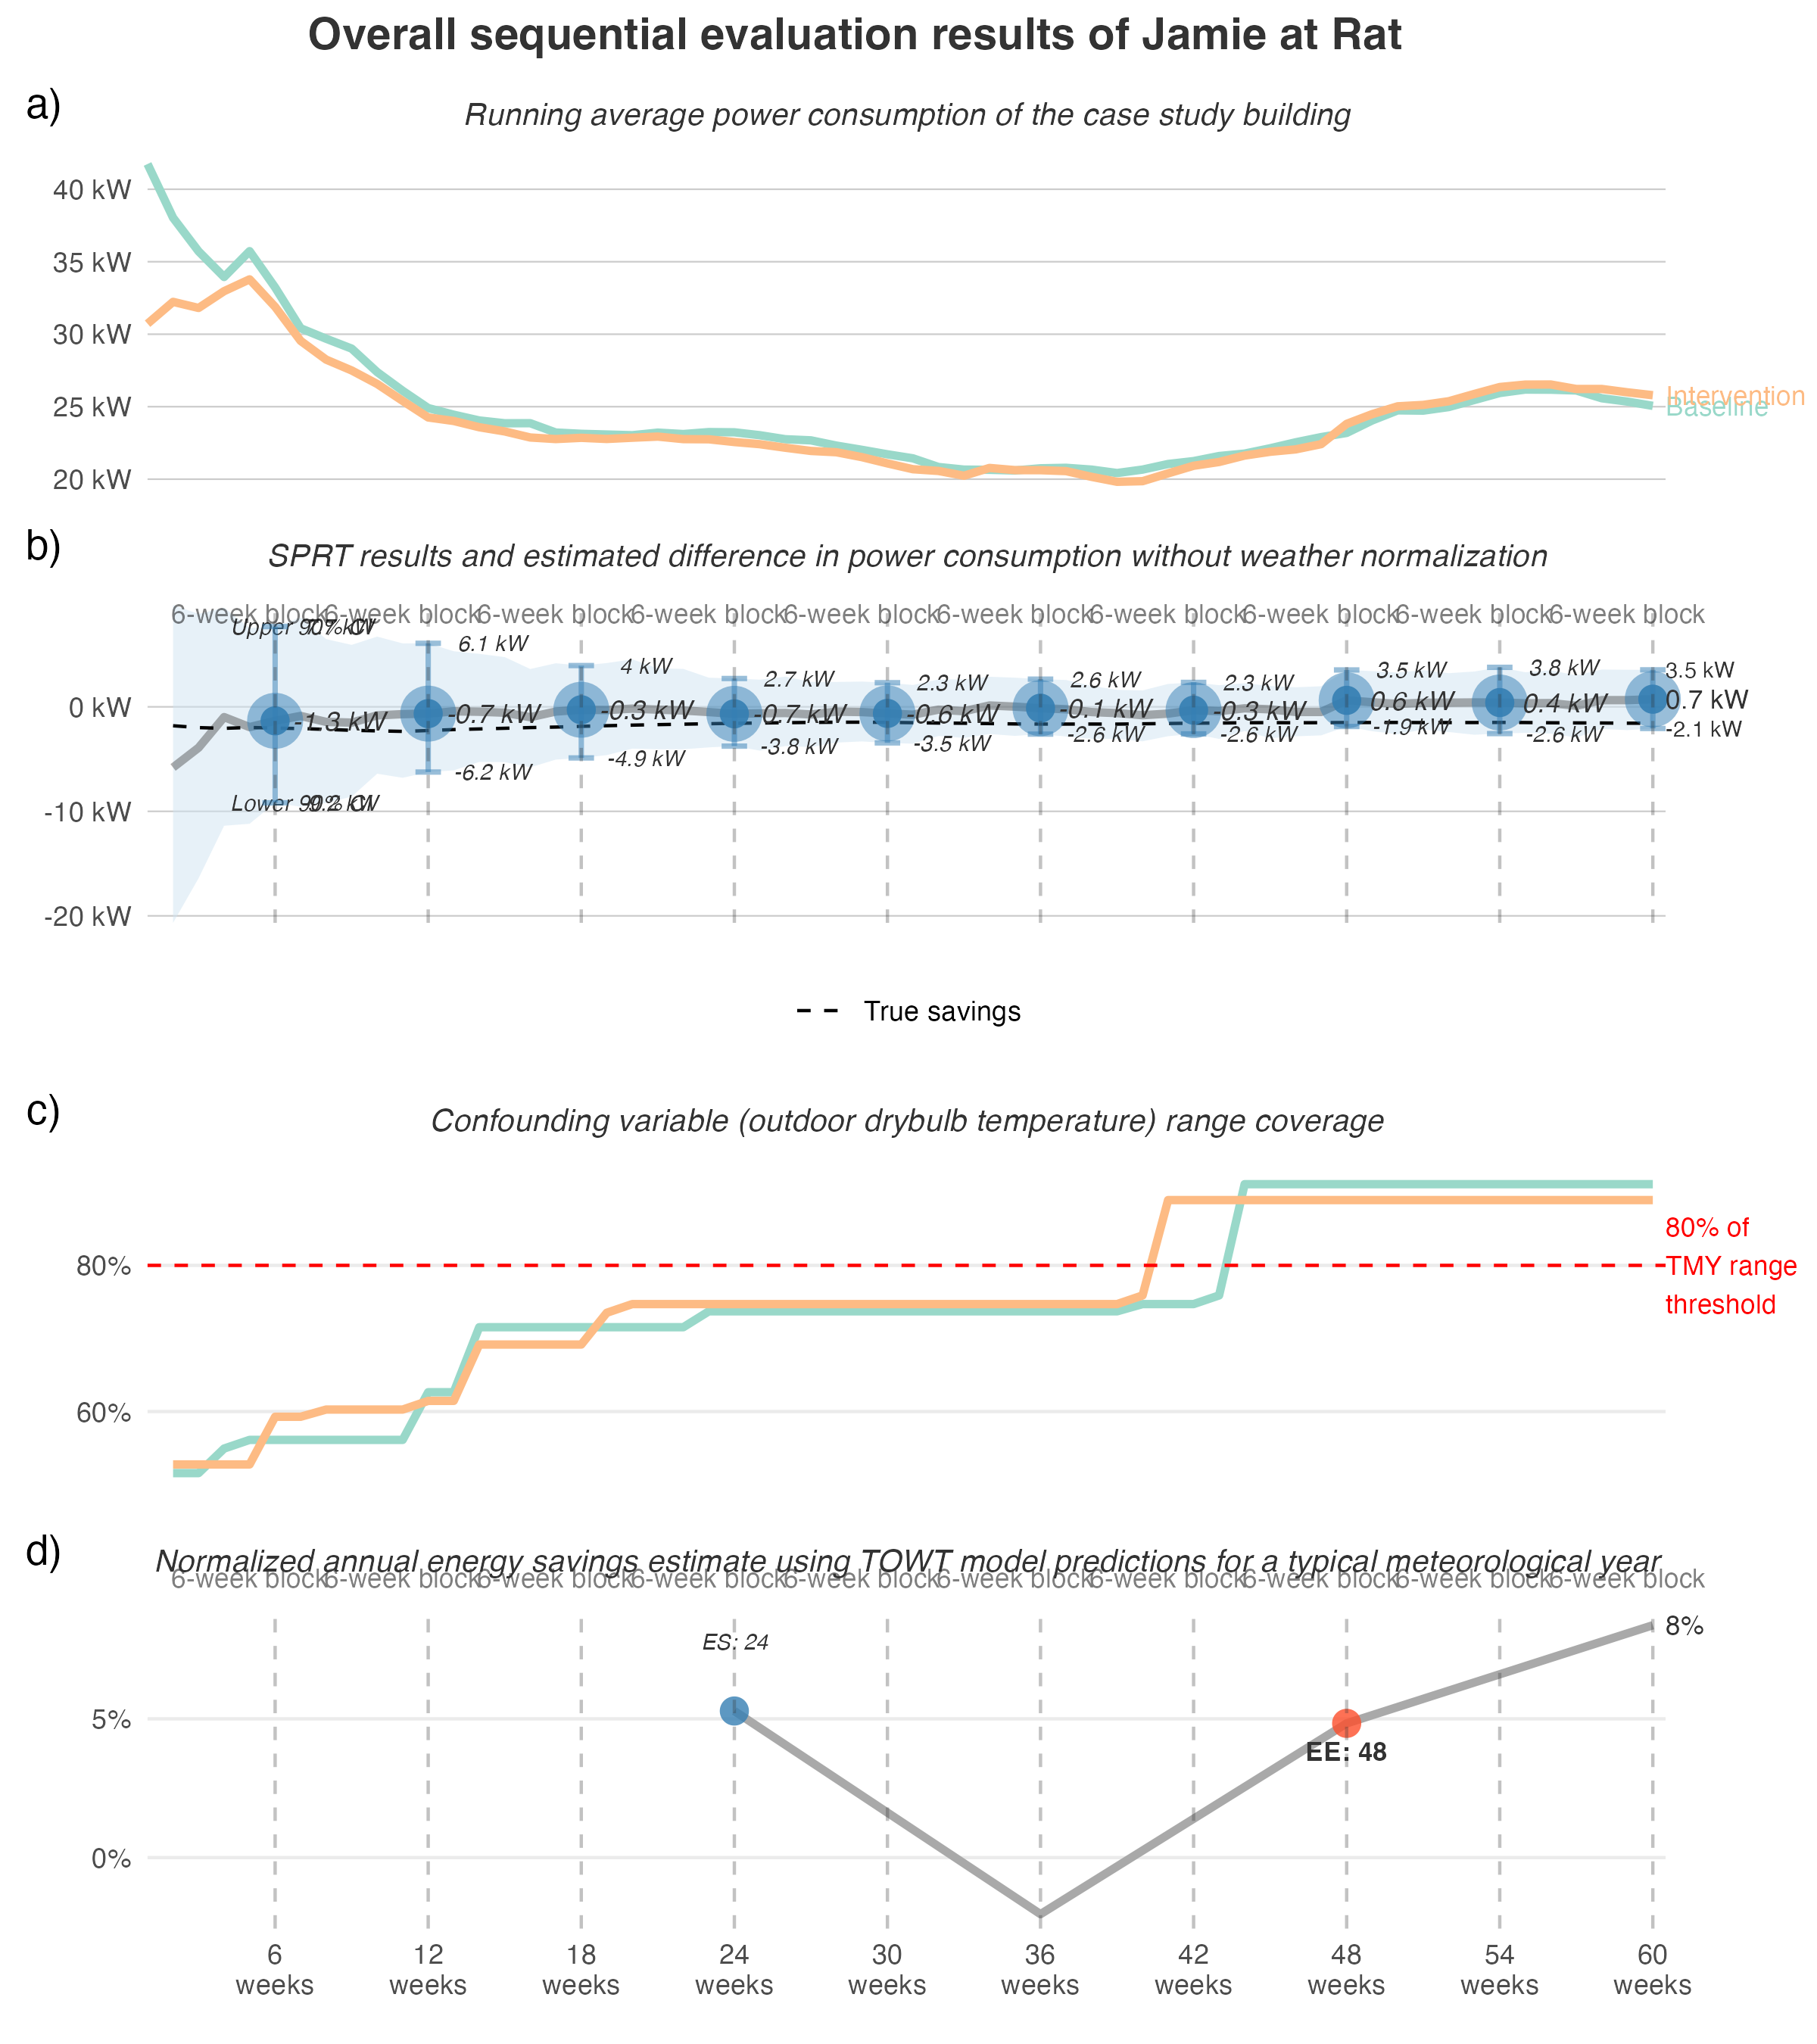 Overall sequential evaluation results of Jamie at Rat
a)
Running average power consumption of the case study building
40 kW
35 kW
30 kW
25 kW
20 kW
Intervention
Baseline
b)
SPRT results and estimated difference in power consumption without weather normalization
6-week block 6-week block 6-week block 6-week block 6-week block 6-week block 6-week block 6-week block 6-week block 6-week block
Upper 90% CI 7.7 kW 6.1 kW 4 kW 2.7 kW 2.3 kW 2.6 kW 2.3 kW 3.5 kW 3.8 kW 3.5 kW
0 kW
-1.3 kW -0.7 kW -0.3 kW -0.7 kW -0.6 kW -0.1 kW -0.3 kW 0.6 kW 0.4 kW 0.7 kW
Lower 90% CI -9.2 kW -6.2 kW -4.9 kW -3.8 kW -3.5 kW -2.6 kW -2.6 kW -1.9 kW -2.6 kW -2.1 kW
-10 kW
-20 kW
True savings
c)
Confounding variable (outdoor drybulb temperature) range coverage
80%
60%
80% of
TMY range
threshold
d)
Normalized annual energy savings estimate using TOWT model predictions for a typical meteorological year
6-week block 6-week block 6-week block 6-week block 6-week block 6-week block 6-week block 6-week block 6-week block 6-week block
8%
ES: 24
5%
EE: 48
0%
6 12 18 24 30 36 42 48 54 60
weeks weeks weeks weeks weeks weeks weeks weeks weeks weeks